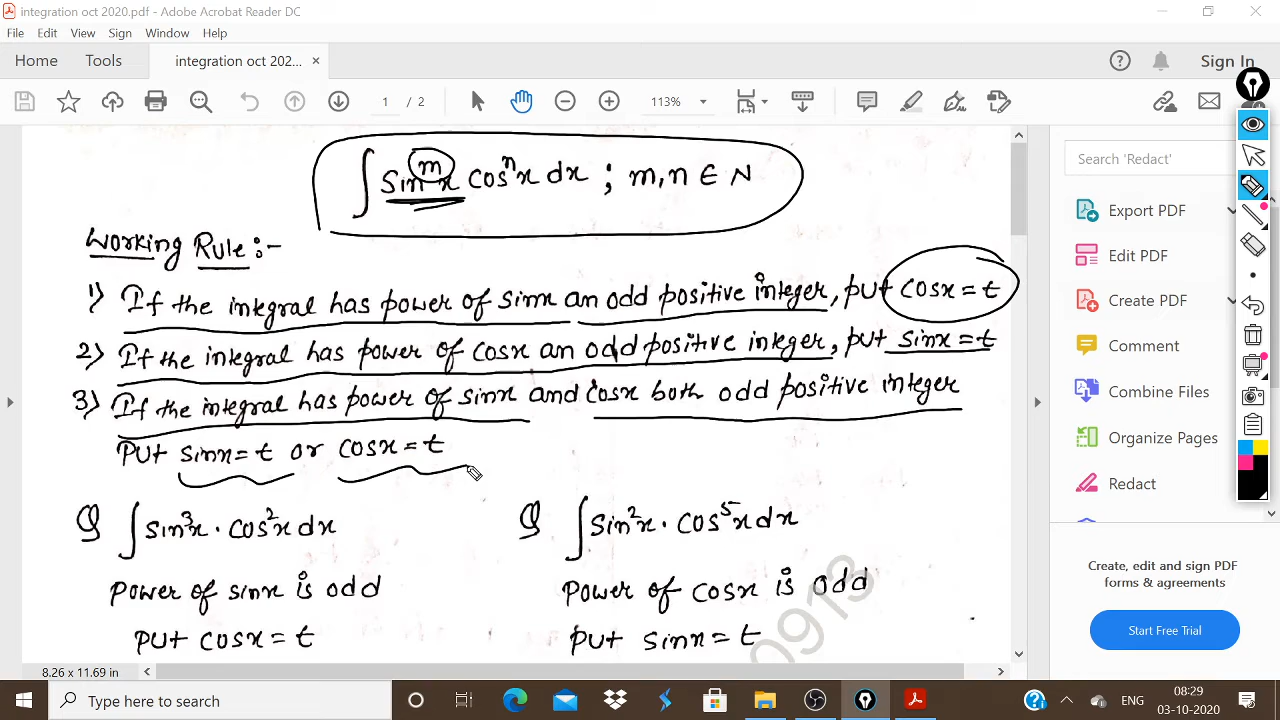 integration oct 2020.pdf - Adobe Acrobat Reader DC
File Edit View Sign Window Help
Home Tools integration oct 202... × Sign In
1 / 2 113%
∫ Sin^m x cos^n x dx ; m,n ∈ N
Working Rule:-
1) If the integral has power of sinx an odd positive integer, put cosx = t
2) If the integral has power of cosx an odd positive integer, put sinx = t
3) If the integral has power of sinx and cosx both odd positive integer
Put sinx = t or cosx = t
Q ∫ Sin³x · cos²x dx
Power of sinx is odd
Put cosx = t
Q ∫ Sin²x · cos⁵x dx
Power of cosx is odd
Put sinx = t
0913
8.26 x 11.69 in
Search 'Redact'
Export PDF
Edit PDF
Create PDF
Comment
Combine Files
Organize Pages
Redact
Create, edit and sign PDF
forms & agreements
Start Free Trial
Type here to search
ENG
08:29
03-10-2020